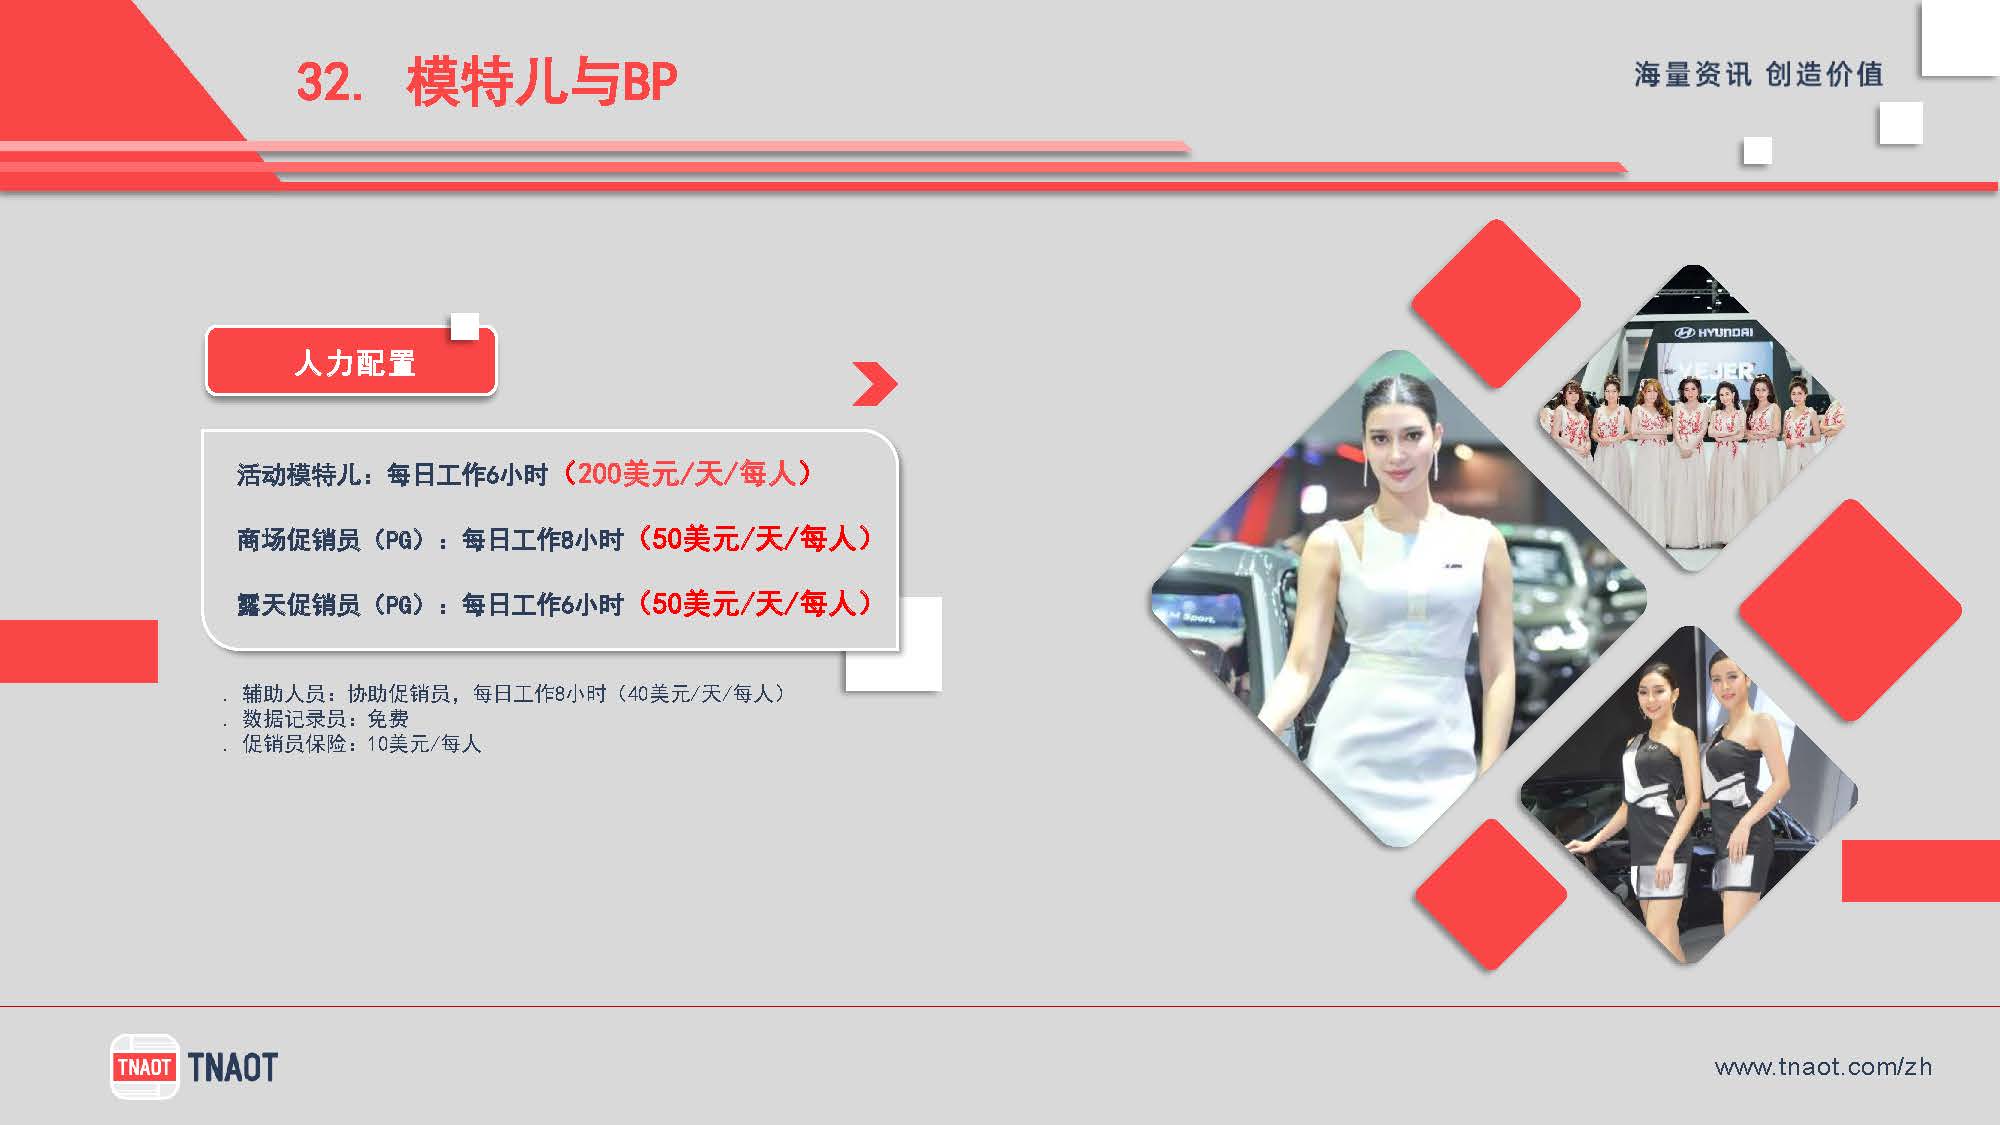 32. 模特儿与BP
海量资讯 创造价值
人力配置
活动模特儿：每日工作6小时（200美元/天/每人）
商场促销员（PG）：每日工作8小时（50美元/天/每人）
露天促销员（PG）：每日工作6小时（50美元/天/每人）
. 辅助人员：协助促销员，每日工作8小时（40美元/天/每人）
. 数据记录员：免费
. 促销员保险：10美元/每人
HYUNDAI
Sport.
TNAOT
TNAOT
www.tnaot.com/zh